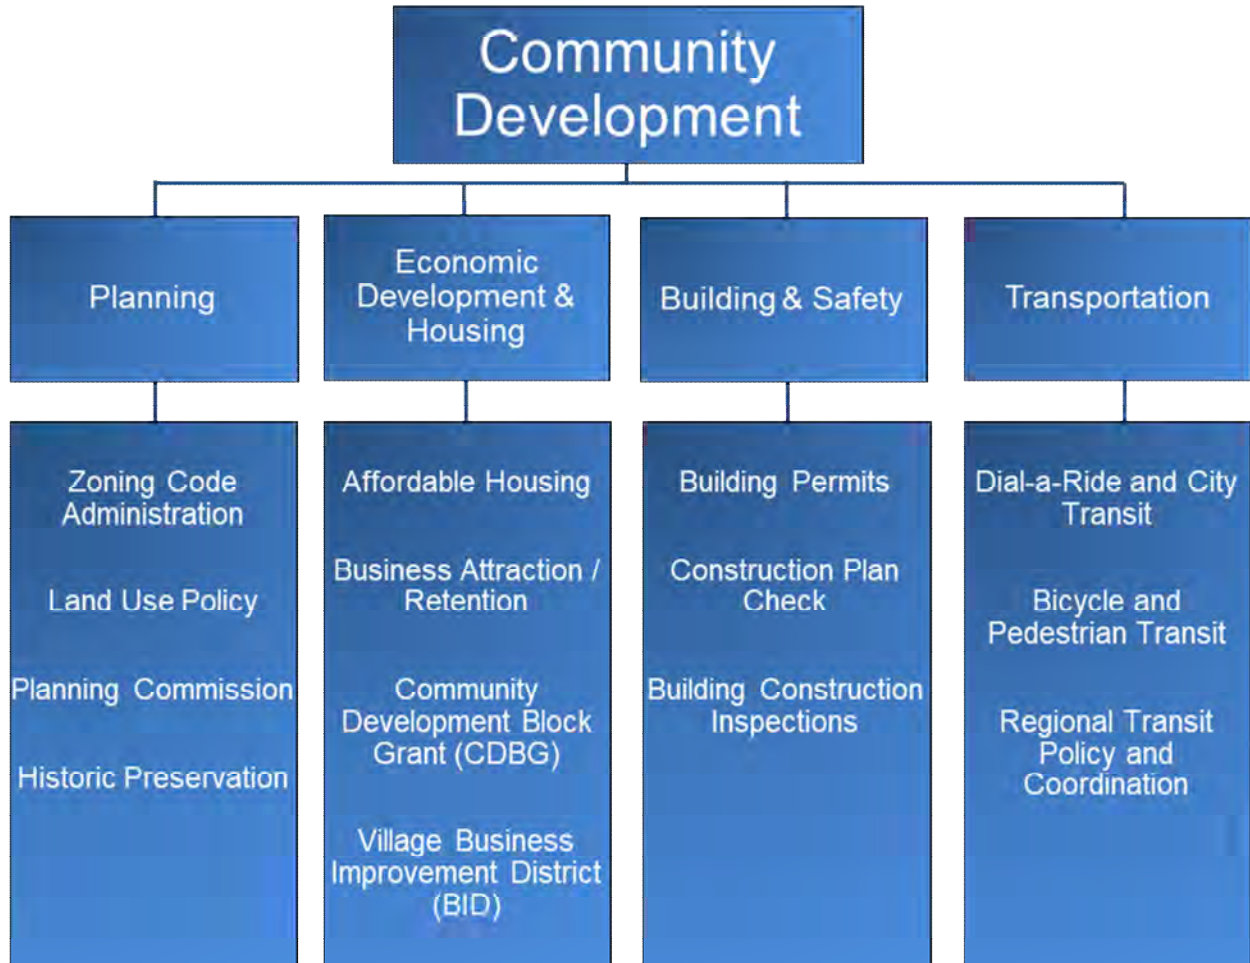 Community
Development
Planning
Economic
Development &
Housing
Building & Safety
Transportation
Zoning Code
Administration
Land Use Policy
Planning Commission
Historic Preservation
Affordable Housing
Business Attraction /
Retention
Community
Development Block
Grant (CDBG)
Village Business
Improvement District
(BID)
Building Permits
Construction Plan
Check
Building Construction
Inspections
Dial-a-Ride and City
Transit
Bicycle and
Pedestrian Transit
Regional Transit
Policy and
Coordination